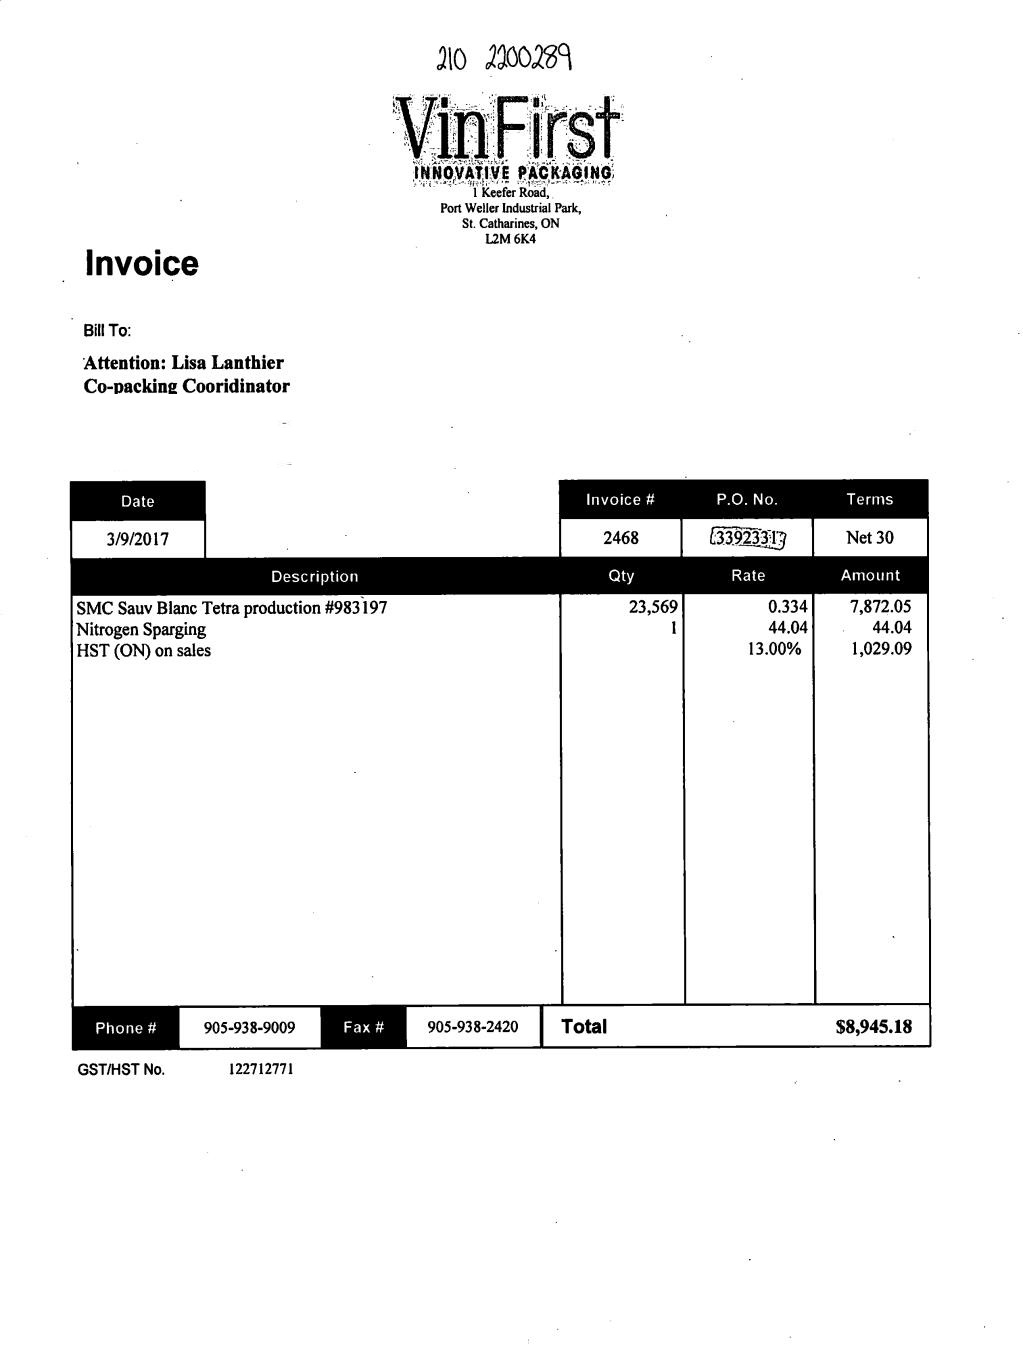 210 2200289
VinFirst
INNOVATIVE PACKAGING
1 Keefer Road,
Port Weller Industrial Park,
St. Catharines, ON
L2M 6K4
Invoice
Bill To:
Attention: Lisa Lanthier
Co-packing Cooridinator
Date Invoice # P.O. No. Terms
3/9/2017 2468 33923317 Net 30
Description Qty Rate Amount
SMC Sauv Blanc Tetra production #983197 23,569 0.334 7,872.05
Nitrogen Sparging 1 44.04 44.04
HST (ON) on sales 13.00% 1,029.09
Phone # 905-938-9009 Fax # 905-938-2420 Total $8,945.18
GST/HST No. 122712771